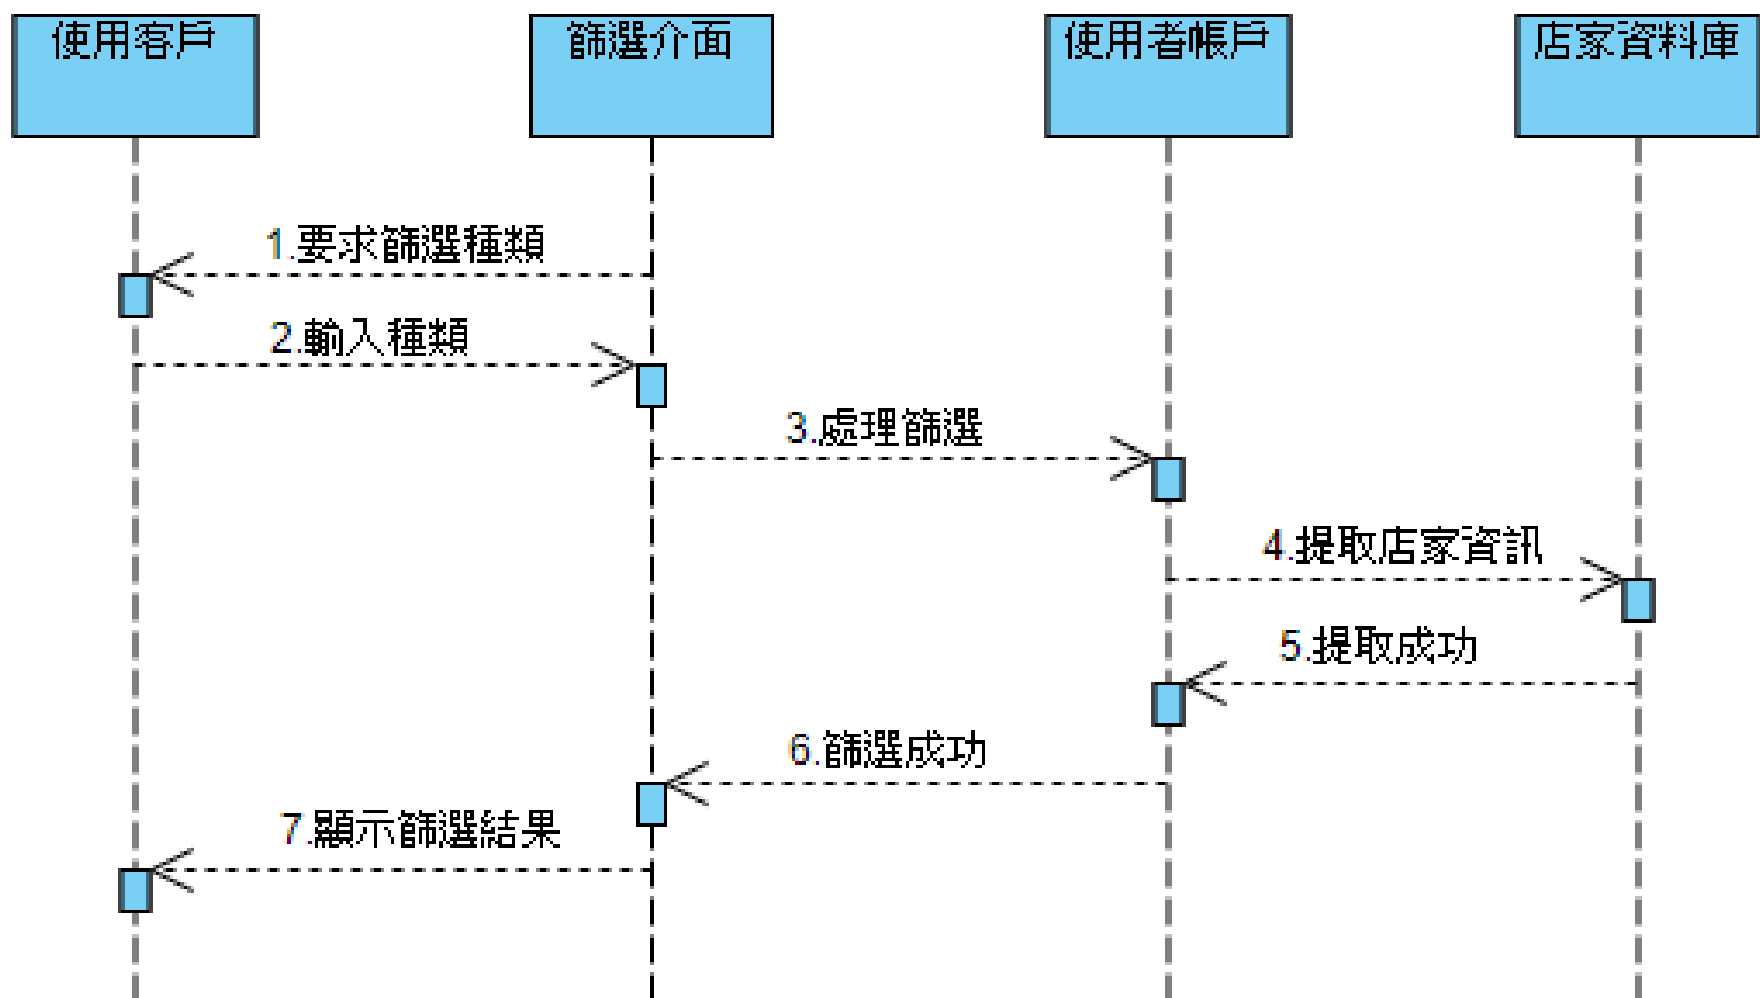 使用客戶
篩選介面
使用者帳戶
店家資料庫
1.要求篩選種類
2.輸入種類
3.處理篩選
4.提取店家資訊
5.提取成功
6.篩選成功
7.顯示篩選結果